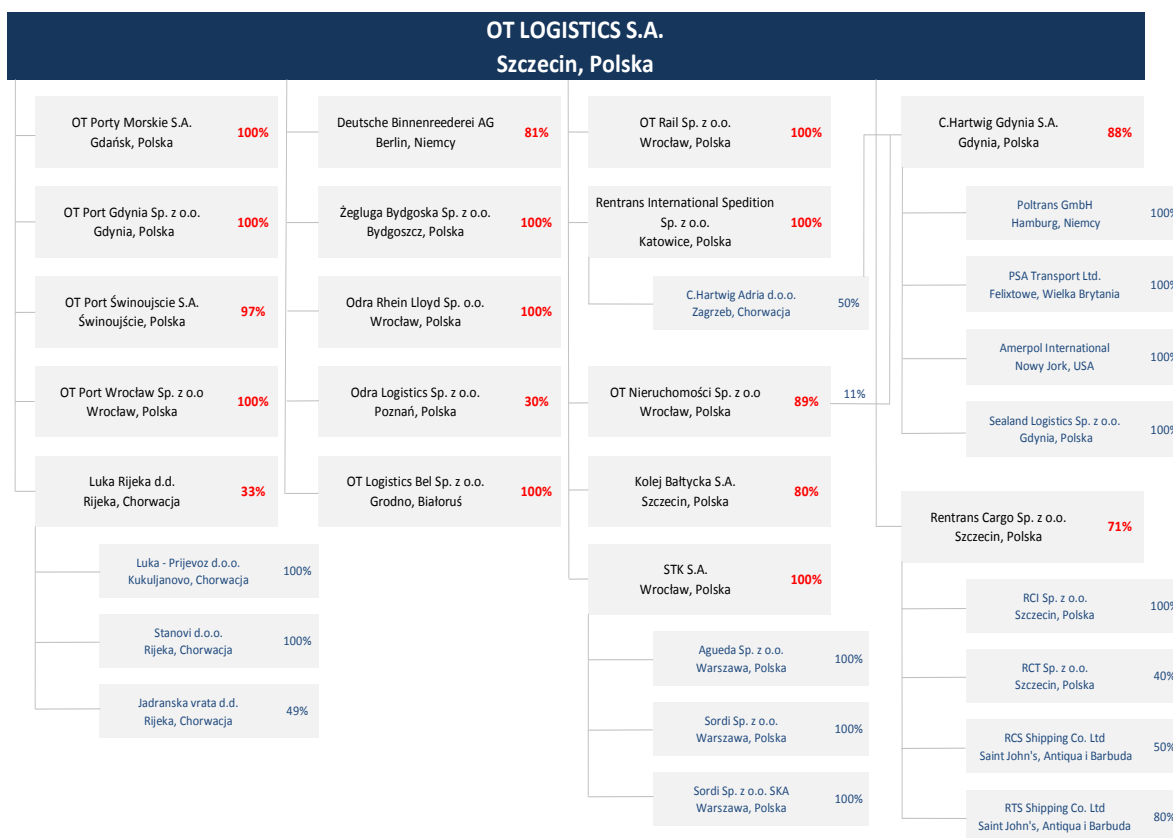 OT LOGISTICS S.A.
Szczecin, Polska
OT Porty Morskie S.A.
Gdańsk, Polska
100%
OT Port Gdynia Sp. z o.o.
Gdynia, Polska
100%
OT Port Świnoujscie S.A.
Świnoujście, Polska
97%
OT Port Wrocław Sp. z o.o
Wrocław, Polska
100%
Luka Rijeka d.d.
Rijeka, Chorwacja
33%
Luka - Prijevoz d.o.o.
Kukuljanovo, Chorwacja
100%
Stanovi d.o.o.
Rijeka, Chorwacja
100%
Jadranska vrata d.d.
Rijeka, Chorwacja
49%
Deutsche Binnenreederei AG
Berlin, Niemcy
81%
Żegluga Bydgoska Sp. z o.o.
Bydgoszcz, Polska
100%
Odra Rhein Lloyd Sp. o.o.
Wrocław, Polska
100%
Odra Logistics Sp. z o.o.
Poznań, Polska
30%
OT Logistics Bel Sp. z o.o.
Grodno, Białoruś
100%
OT Rail Sp. z o.o.
Wrocław, Polska
100%
Rentrans International Spedition
Sp. z o.o.
Katowice, Polska
100%
C.Hartwig Adria d.o.o.
Zagrzeb, Chorwacja
50%
OT Nieruchomości Sp. z o.o
Wrocław, Polska
89%
11%
Kolej Bałtycka S.A.
Szczecin, Polska
80%
STK S.A.
Wrocław, Polska
100%
Agueda Sp. z o.o.
Warszawa, Polska
100%
Sordi Sp. z o.o.
Warszawa, Polska
100%
Sordi Sp. z o.o. SKA
Warszawa, Polska
100%
C.Hartwig Gdynia S.A.
Gdynia, Polska
88%
Poltrans GmbH
Hamburg, Niemcy
100%
PSA Transport Ltd.
Felixtowe, Wielka Brytania
100%
Amerpol International
Nowy Jork, USA
100%
Sealand Logistics Sp. z o.o.
Gdynia, Polska
100%
Rentrans Cargo Sp. z o.o.
Szczecin, Polska
71%
RCI Sp. z o.o.
Szczecin, Polska
100%
RCT Sp. z o.o.
Szczecin, Polska
40%
RCS Shipping Co. Ltd
Saint John's, Antiqua i Barbuda
50%
RTS Shipping Co. Ltd
Saint John's, Antiqua i Barbuda
80%